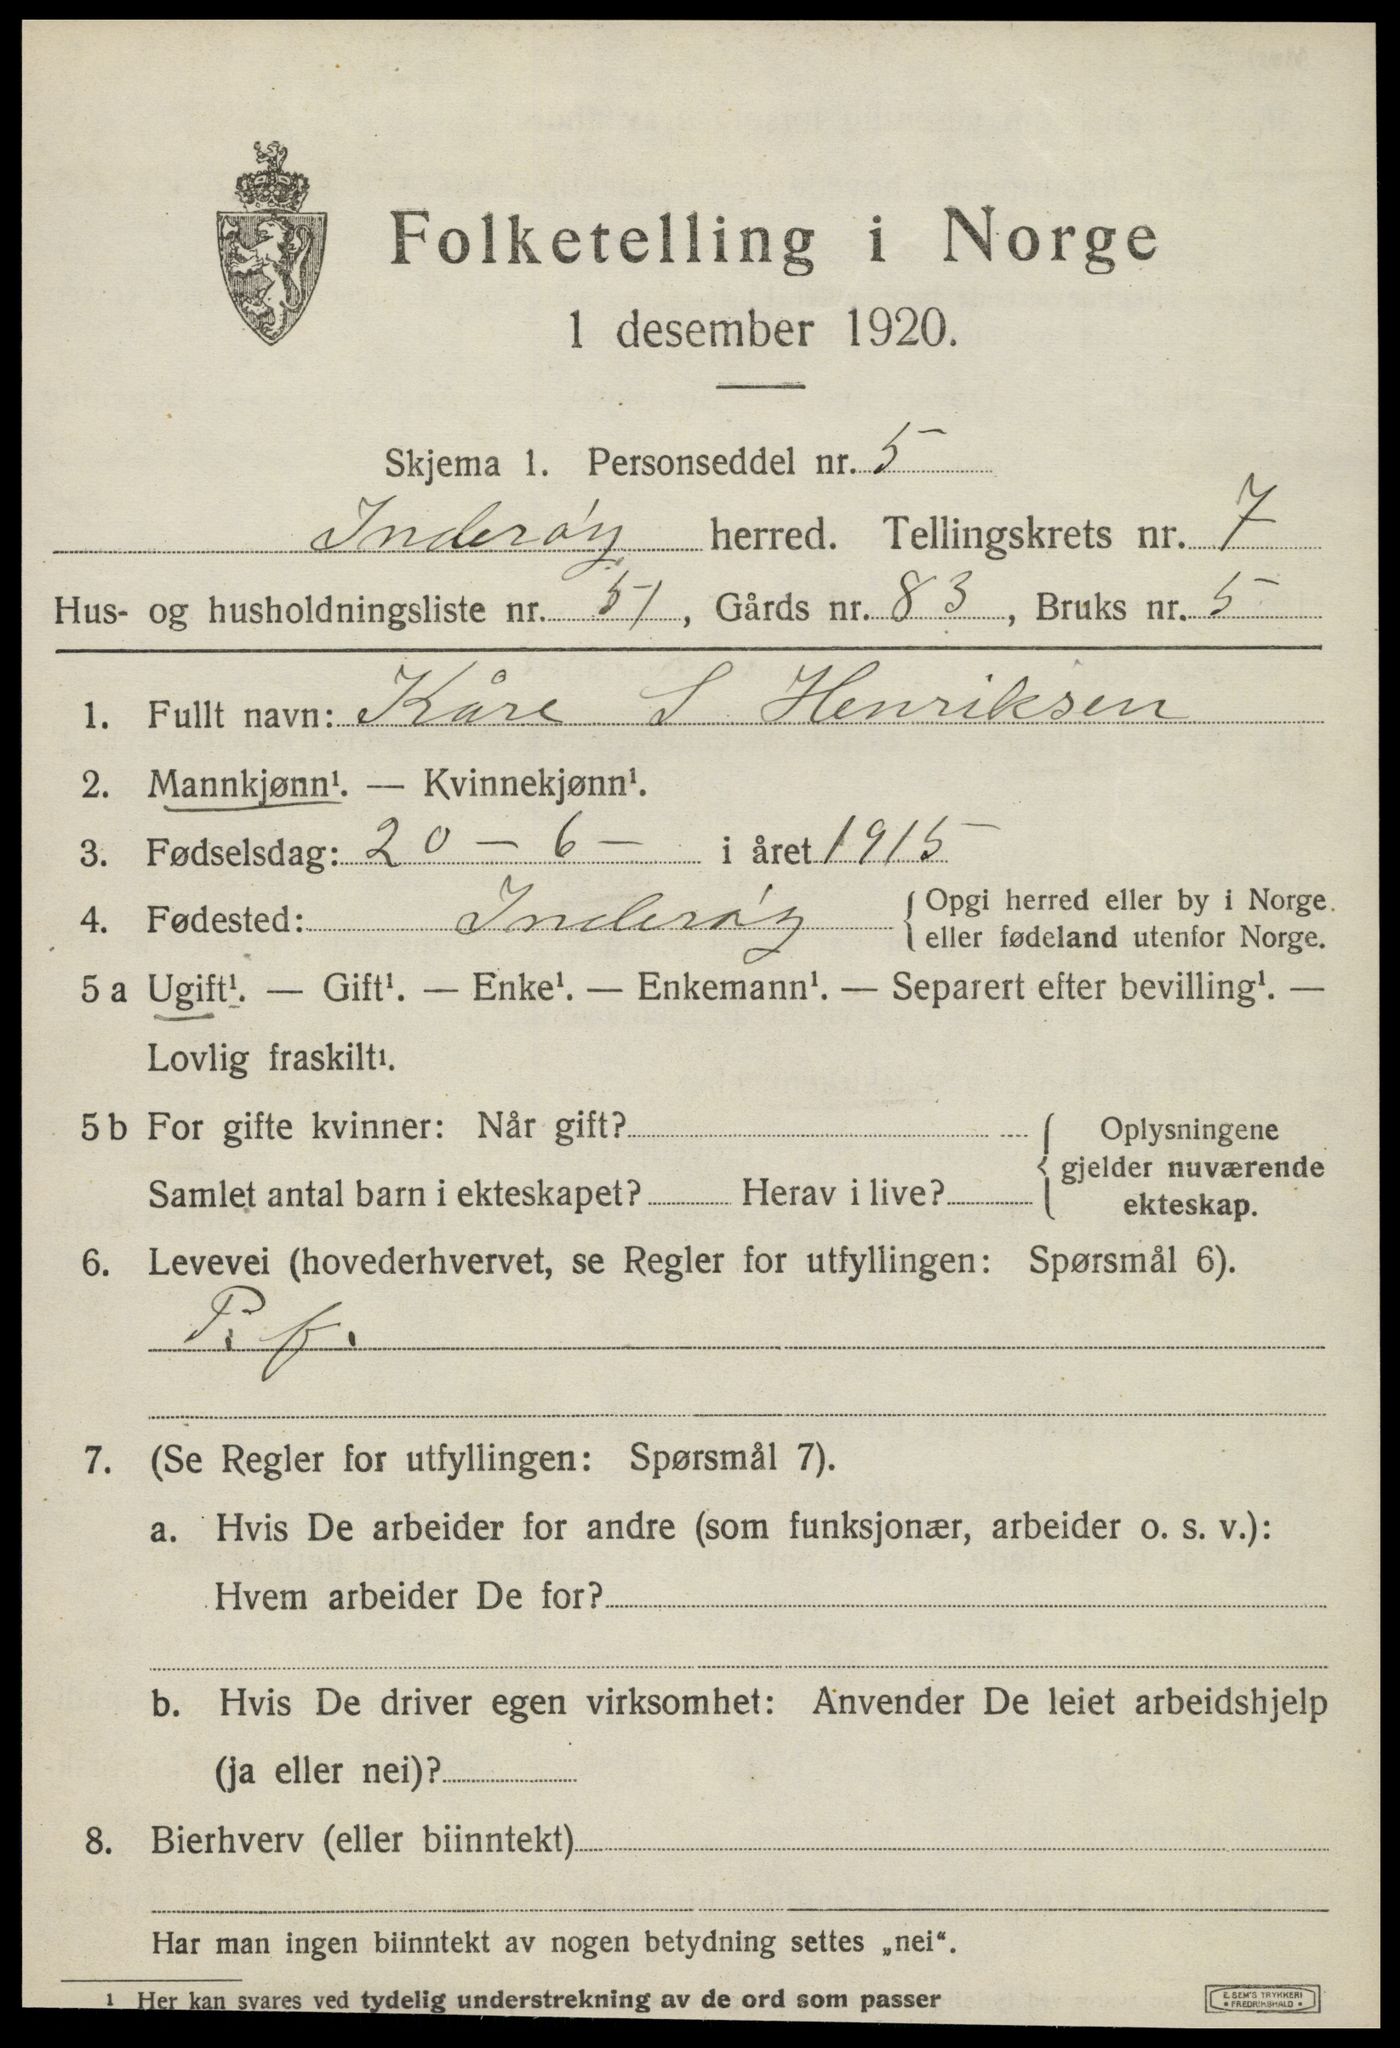 Folketelling i Norge
1 desember 1920.
Skjema 1. Personseddel nr. 5
Inderøy herred. Tellingskrets nr. 7
Hus- og husholdningsliste nr. 51, Gårds nr. 83, Bruks nr. 5
1. Fullt navn: Kåre S Henriksen
2. Mannkjønn¹. — Kvinnekjønn¹.
3. Fødselsdag: 20 - 6 - i året 1915
4. Fødested: Inderøy { Opgi herred eller by i Norge
eller fødeland utenfor Norge.
5 a Ugift¹. — Gift¹. — Enke¹. — Enkemann¹. — Separert efter bevilling¹. —
Lovlig fraskilt¹.
5 b For gifte kvinner: Når gift? { Oplysningene
gjelder nuværende
Samlet antal barn i ekteskapet? Herav i live? ekteskap.
6. Levevei (hovederhvervet, se Regler for utfyllingen: Spørsmål 6).
P. f.
7. (Se Regler for utfyllingen: Spørsmål 7).
a. Hvis De arbeider for andre (som funksjonær, arbeider o. s. v.):
Hvem arbeider De for?
b. Hvis De driver egen virksomhet: Anvender De leiet arbeidshjelp
(ja eller nei)?
8. Bierhverv (eller biinntekt)
Har man ingen biinntekt av nogen betydning settes „nei“.
¹ Her kan svares ved tydelig understrekning av de ord som passer
E. SEM'S TRYKKERI
• FREDRIKSHALD •